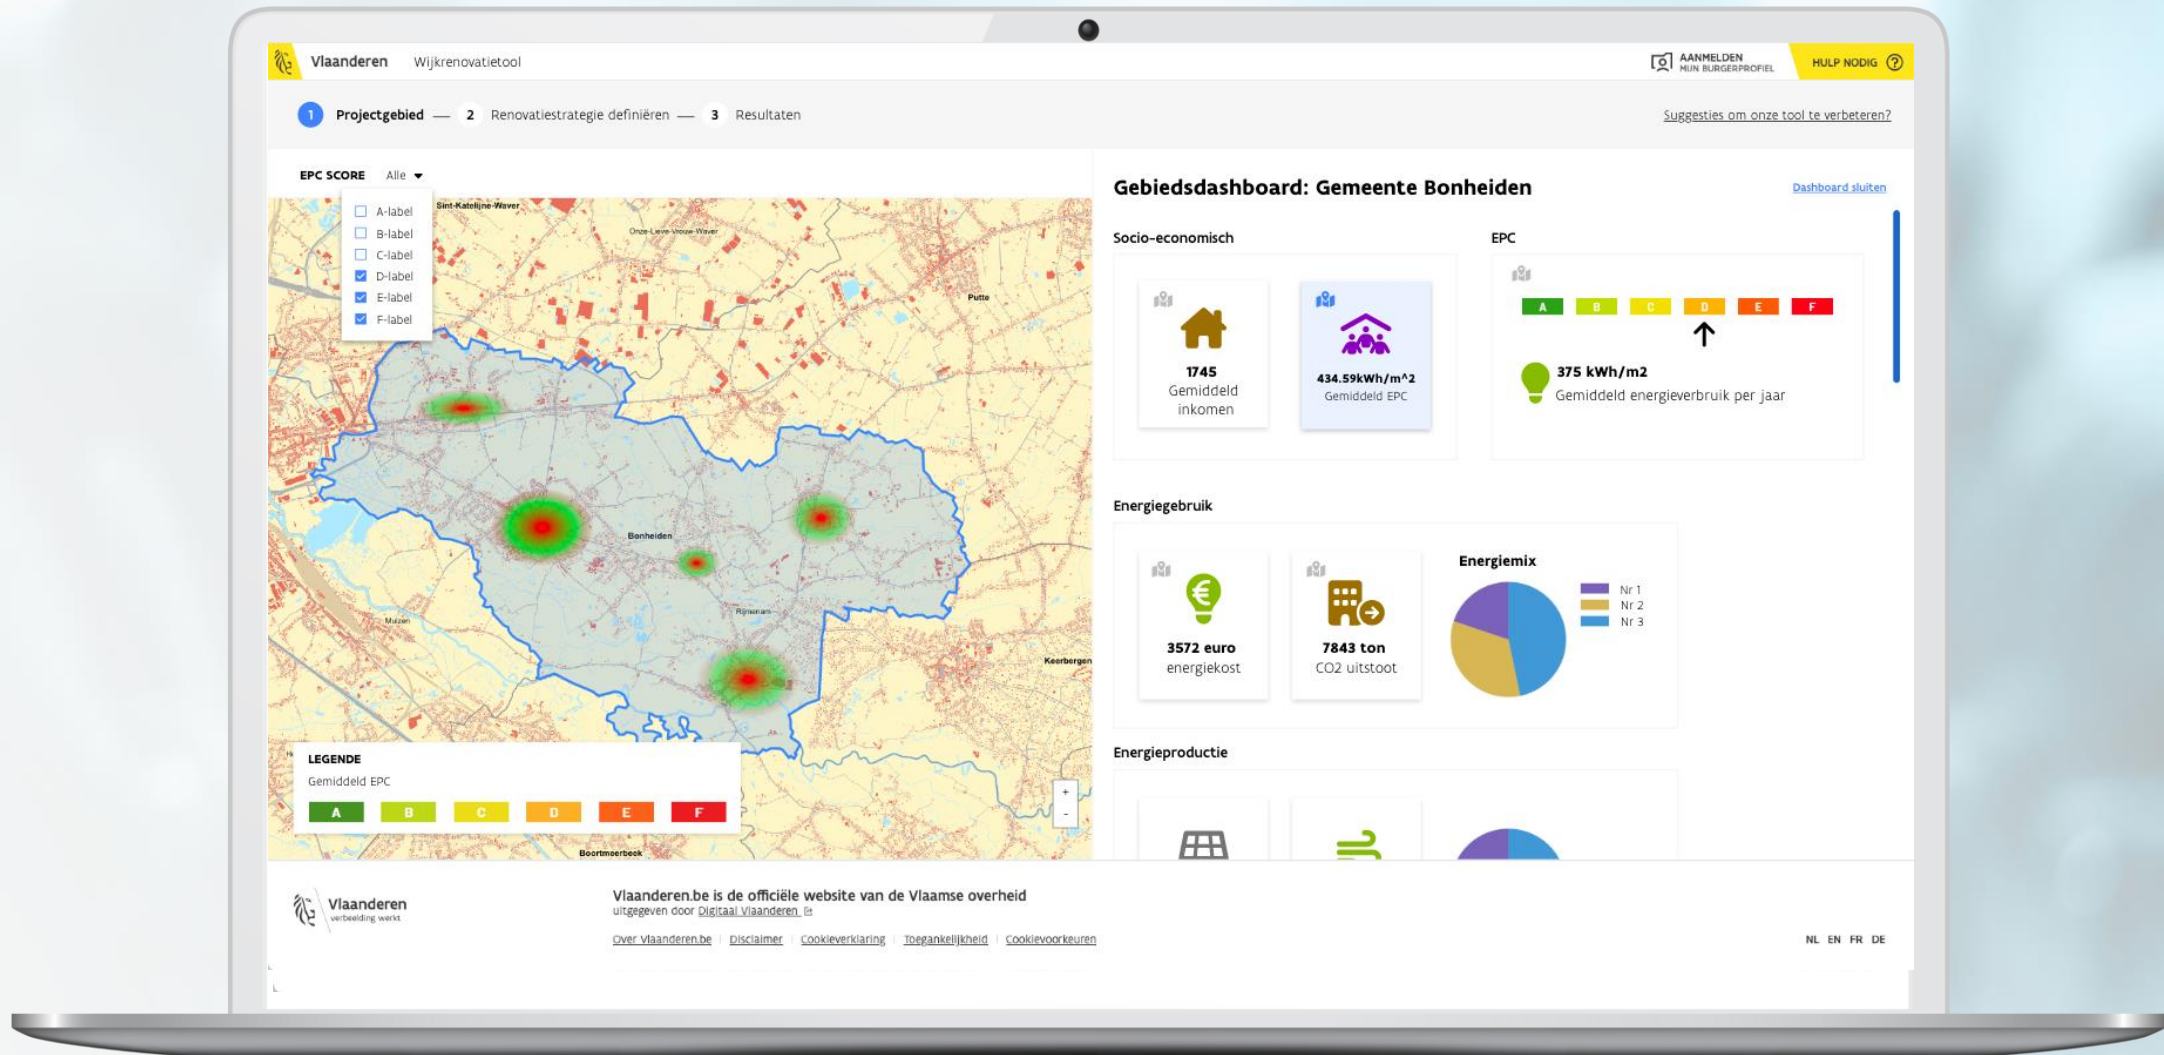 Vlaanderen Wijkrenovatietool
AANMELDEN
MIJN BURGERPROFIEL
HULP NODIG ?
1 Projectgebied — 2 Renovatiestrategie definiëren — 3 Resultaten
Suggesties om onze tool te verbeteren?
EPC SCORE Alle
A-label
B-label
C-label
D-label
E-label
F-label
Sint-Katelijne-Waver
Onze-Lieve-Vrouw-Waver
Putte
Bonheiden
Rijmenam
Muizen
Keerbergen
Boortmeerbeek
LEGENDE
Gemiddeld EPC
A B C D E F
+
-
Gebiedsdashboard: Gemeente Bonheiden
Dashboard sluiten
Socio-economisch
1745
Gemiddeld
inkomen
434.59kWh/m^2
Gemiddeld EPC
EPC
A B C D E F
375 kWh/m2
Gemiddeld energieverbruik per jaar
Energiegebruik
3572 euro
energiekost
7843 ton
CO2 uitstoot
Energiemix
Nr 1
Nr 2
Nr 3
Energieproductie
Vlaanderen
verbeelding werkt
Vlaanderen.be is de officiële website van de Vlaamse overheid
uitgegeven door Digitaal Vlaanderen
Over Vlaanderen.be Disclaimer Cookieverklaring Toegankelijkheid Cookievoorkeuren
NL EN FR DE